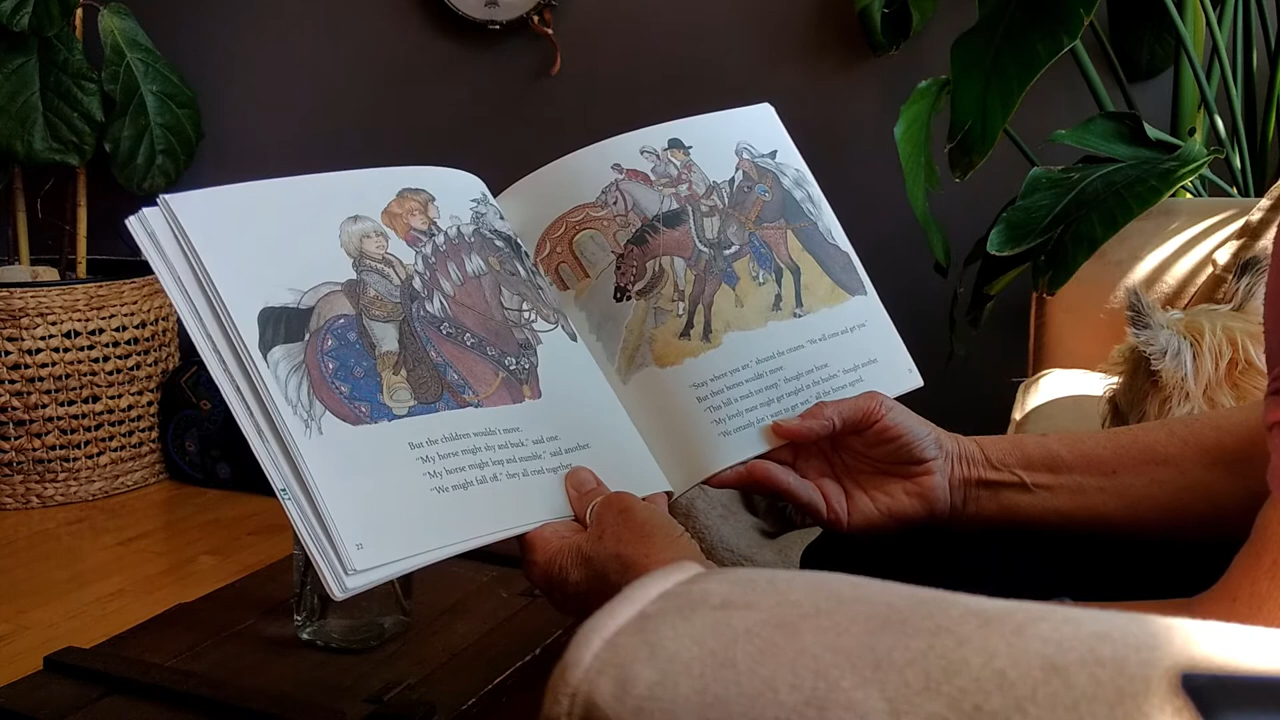 But the children wouldn't move.
"My horse might shy and buck," said one.
"My horse might leap and stumble," said another.
"We might fall off," they all cried together.
22
"Stay where you are," shouted the citizens. "We will come and get you."
But their horses wouldn't move.
"This hill is much too steep," thought one horse.
"My lovely mane might get tangled in the bushes," thought another.
"We certainly don't want to get wet," all the horses agreed.